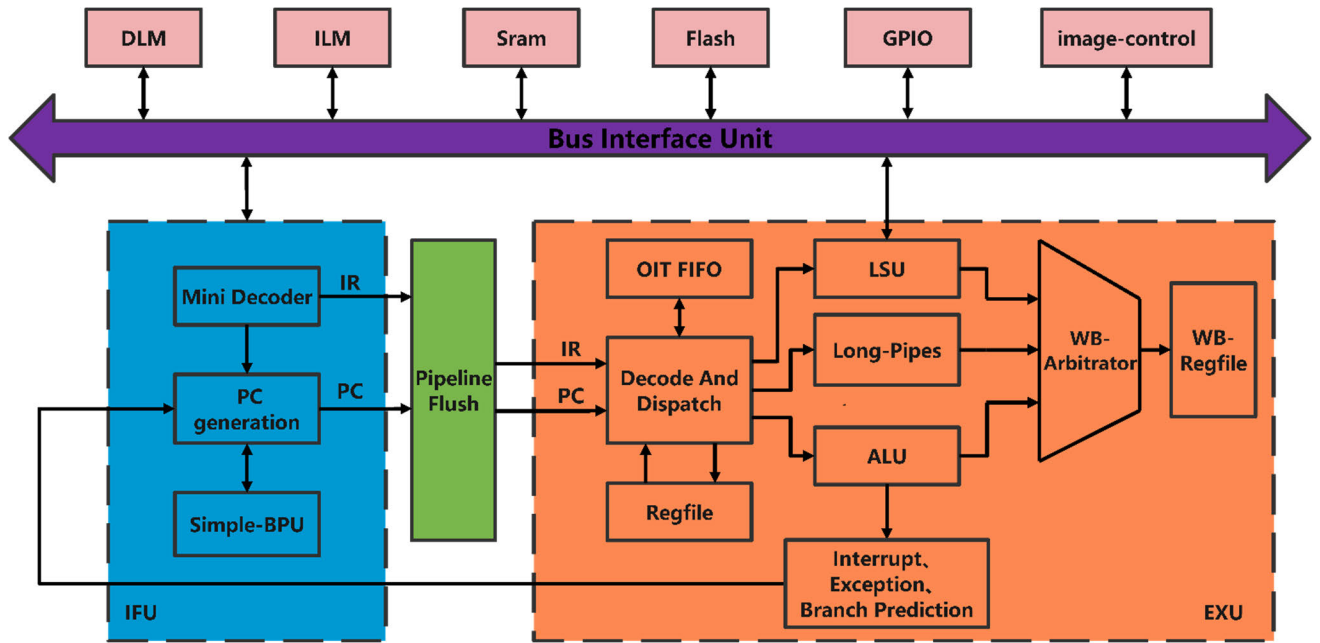 DLM
ILM
Sram
Flash
GPIO
image-control
Bus Interface Unit
Mini Decoder
IR
PC
generation
PC
Simple-BPU
IFU
Pipeline
Flush
IR
PC
OIT FIFO
Decode And
Dispatch
Regfile
LSU
Long-Pipes
ALU
Interrupt、
Exception、
Branch Prediction
WB-
Arbitrator
WB-
Regfile
EXU